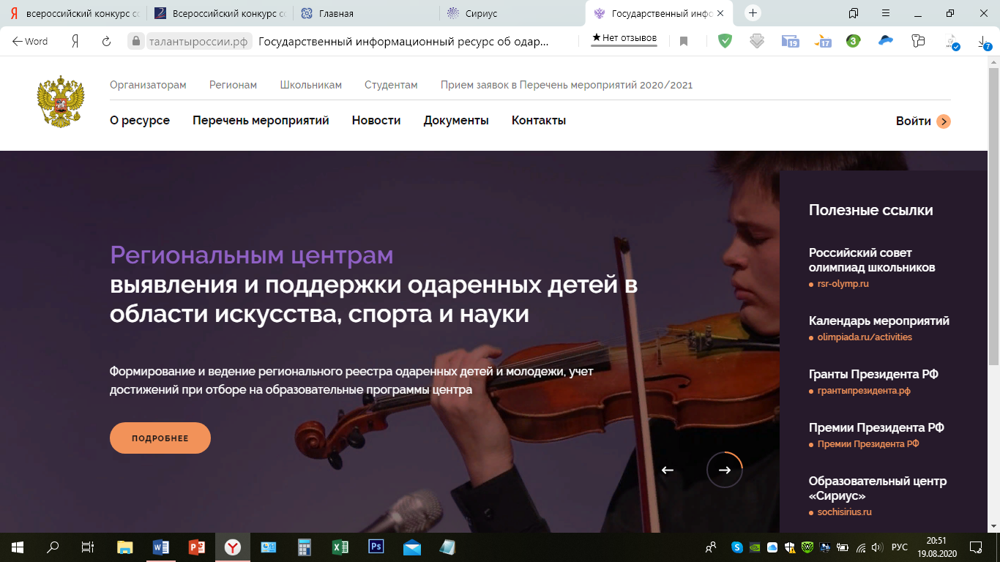 всероссийский конкурс со
Всероссийский конкурс со
Главная
Сириус
Государственный инфо
Word
талантыроссии.рф
Государственный информационный ресурс об одар...
★Нет отзывов
19
17
3
7
Организаторам
Регионам
Школьникам
Студентам
Прием заявок в Перечень мероприятий 2020/2021
О ресурсе
Перечень мероприятий
Новости
Документы
Контакты
Войти
Региональным центрам
выявления и поддержки одаренных детей в
области искусства, спорта и науки
Формирование и ведение регионального реестра одаренных детей и молодежи, учет
достижений при отборе на образовательные программы центра
ПОДРОБНЕЕ
Полезные ссылки
Российский совет
олимпиад школьников
rsr-olymp.ru
Календарь мероприятий
olimpiada.ru/activities
Гранты Президента РФ
грантыпрезидента.рф
Премии Президента РФ
Премии Президента РФ
Образовательный центр
«Сириус»
sochisirius.ru
РУС
20:51
19.08.2020